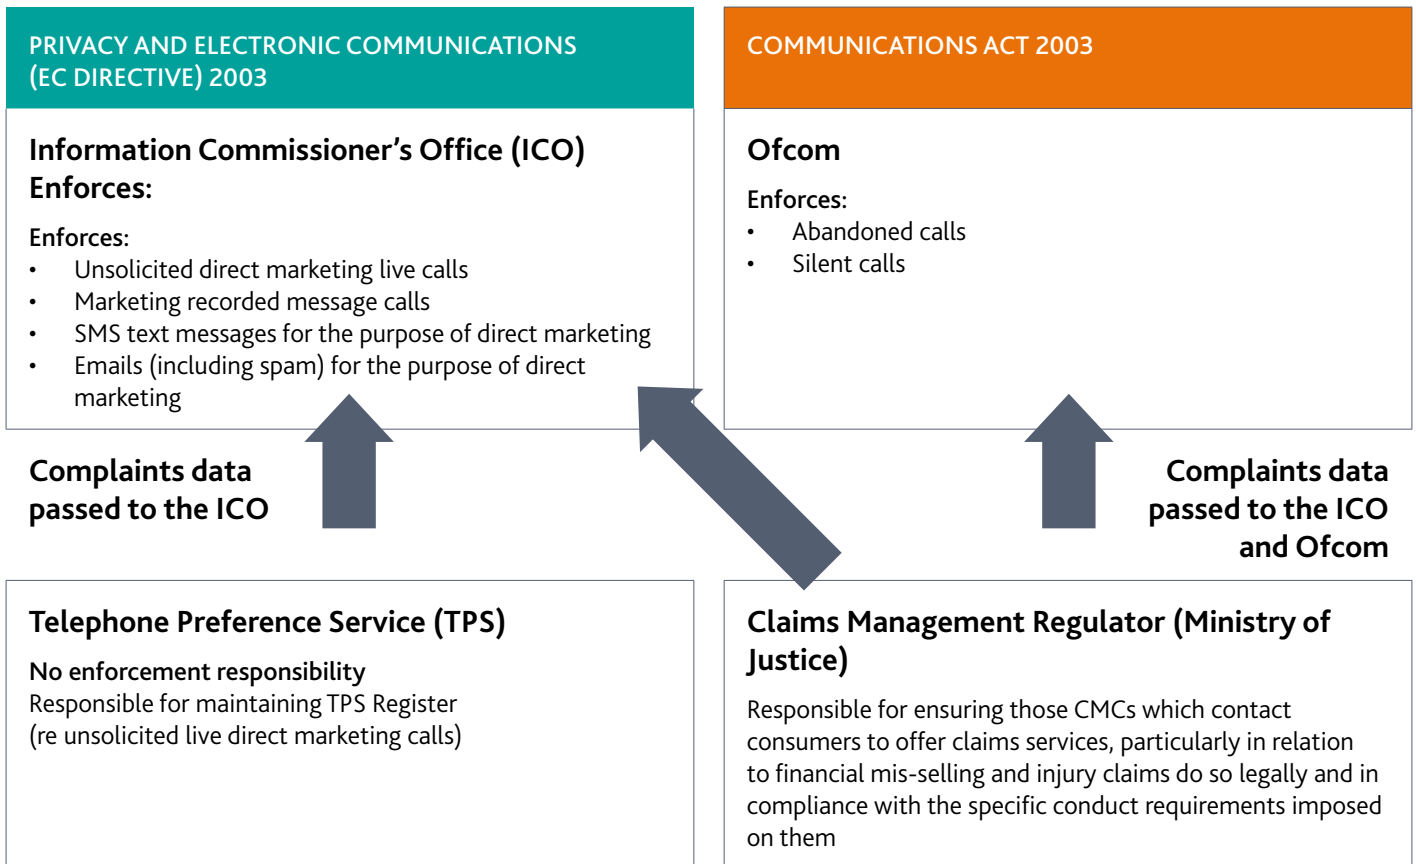 PRIVACY AND ELECTRONIC COMMUNICATIONS
(EC DIRECTIVE) 2003
Information Commissioner’s Office (ICO)
Enforces:
Enforces:
• Unsolicited direct marketing live calls
• Marketing recorded message calls
• SMS text messages for the purpose of direct marketing
• Emails (including spam) for the purpose of direct
marketing
COMMUNICATIONS ACT 2003
Ofcom
Enforces:
• Abandoned calls
• Silent calls
Complaints data
passed to the ICO
Complaints data
passed to the ICO
and Ofcom
Telephone Preference Service (TPS)
No enforcement responsibility
Responsible for maintaining TPS Register
(re unsolicited live direct marketing calls)
Claims Management Regulator (Ministry of
Justice)
Responsible for ensuring those CMCs which contact
consumers to offer claims services, particularly in relation
to financial mis-selling and injury claims do so legally and in
compliance with the specific conduct requirements imposed
on them